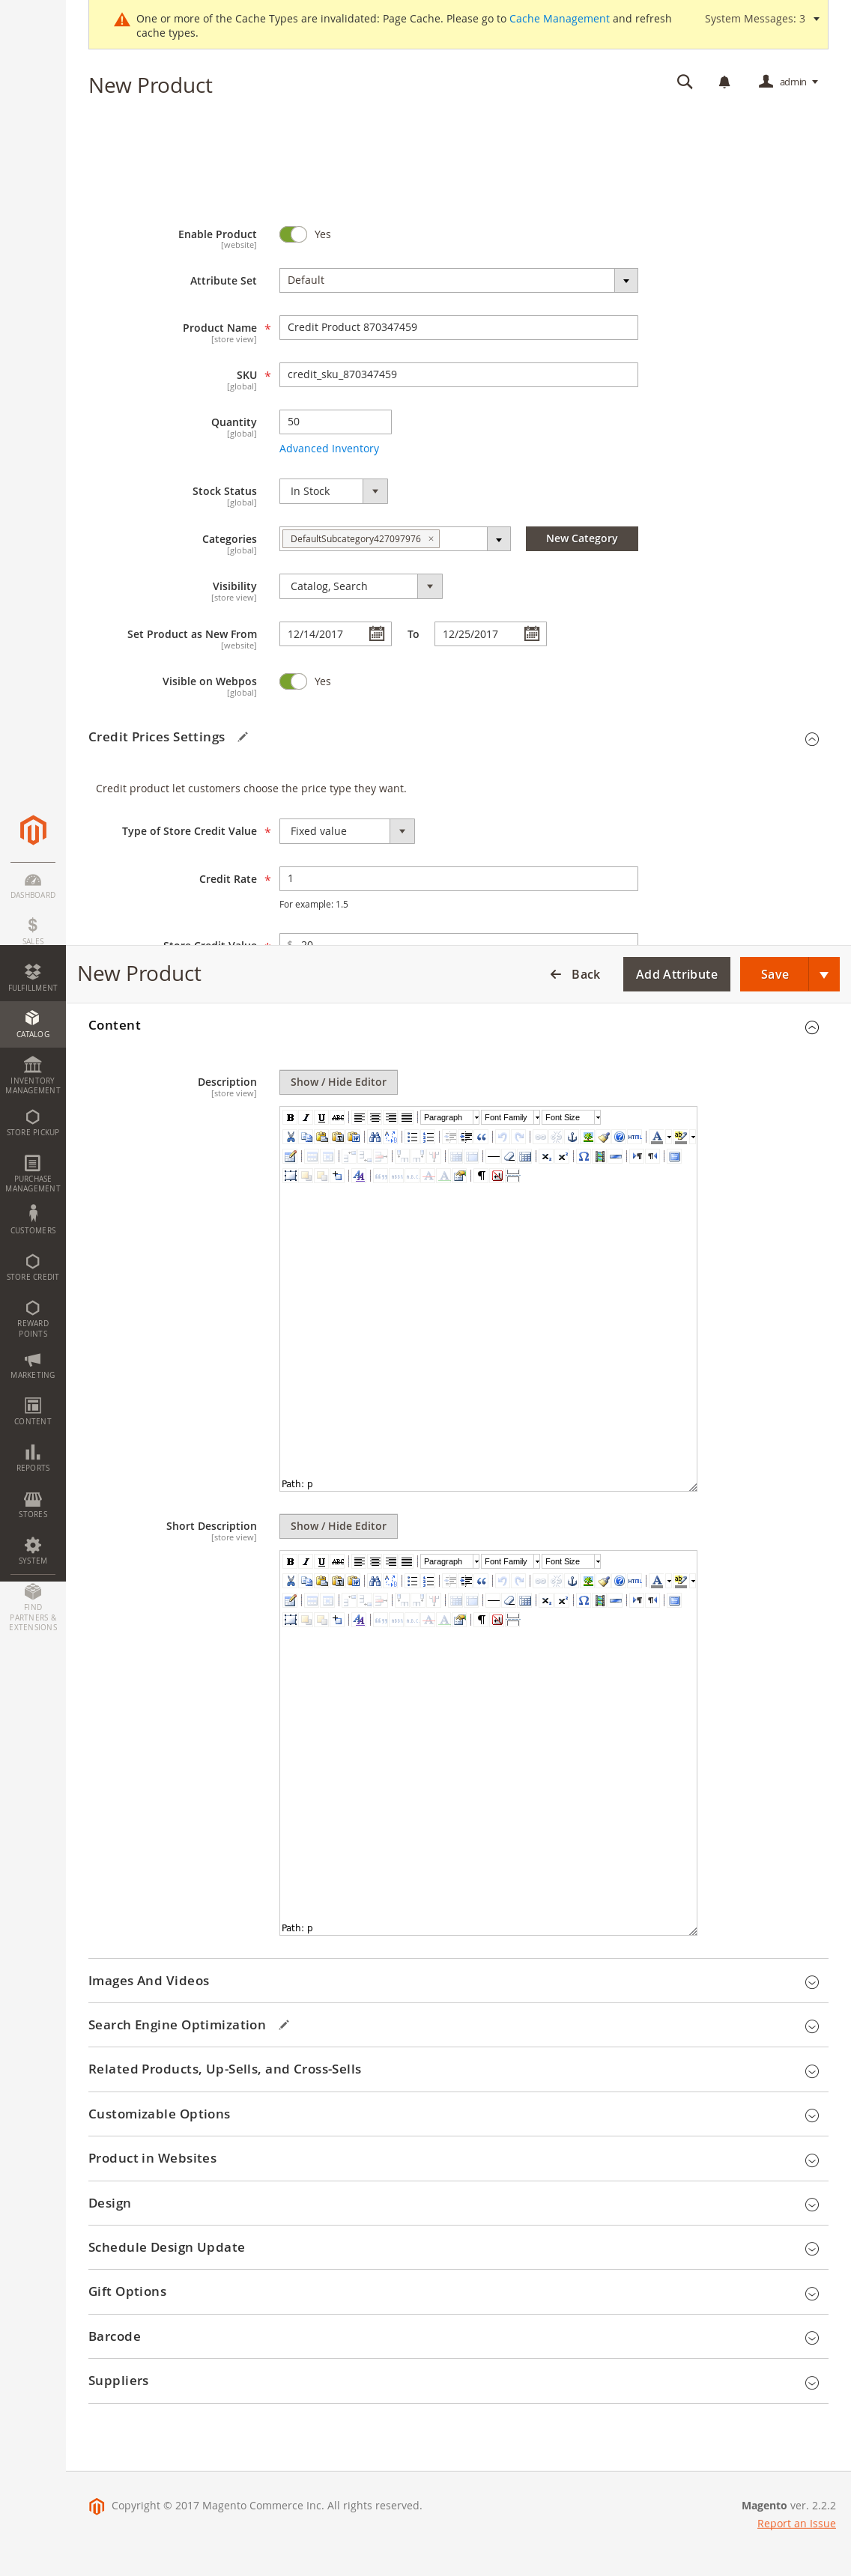 One or more of the Cache Types are invalidated: Page Cache. Please go to Cache Management and refresh
cache types.
System Messages: 3
New Product
admin
Enable Product
[website]
Yes
Attribute Set
Default
Product Name
[store view]
*
Credit Product 870347459
SKU
[global]
*
credit_sku_870347459
Quantity
[global]
50
Advanced Inventory
Stock Status
[global]
In Stock
Categories
[global]
DefaultSubcategory427097976 ×
New Category
Visibility
[store view]
Catalog, Search
Set Product as New From
[website]
12/14/2017
To
12/25/2017
Visible on Webpos
[global]
Yes
Credit Prices Settings
Credit product let customers choose the price type they want.
Type of Store Credit Value *
Fixed value
Credit Rate *
1
For example: 1.5
Store Credit Value *
$ 20
DASHBOARD
SALES
FULFILLMENT
CATALOG
INVENTORY
MANAGEMENT
STORE PICKUP
PURCHASE
MANAGEMENT
CUSTOMERS
STORE CREDIT
REWARD
POINTS
MARKETING
CONTENT
REPORTS
STORES
SYSTEM
FIND
PARTNERS &
EXTENSIONS
New Product
Back
Add Attribute
Save
Content
Description
[store view]
Show / Hide Editor
B I U ABC Paragraph Font Family Font Size
HTML
Path: p
Short Description
[store view]
Show / Hide Editor
B I U ABC Paragraph Font Family Font Size
HTML
Path: p
Images And Videos
Search Engine Optimization
Related Products, Up-Sells, and Cross-Sells
Customizable Options
Product in Websites
Design
Schedule Design Update
Gift Options
Barcode
Suppliers
Copyright © 2017 Magento Commerce Inc. All rights reserved.
Magento ver. 2.2.2
Report an Issue